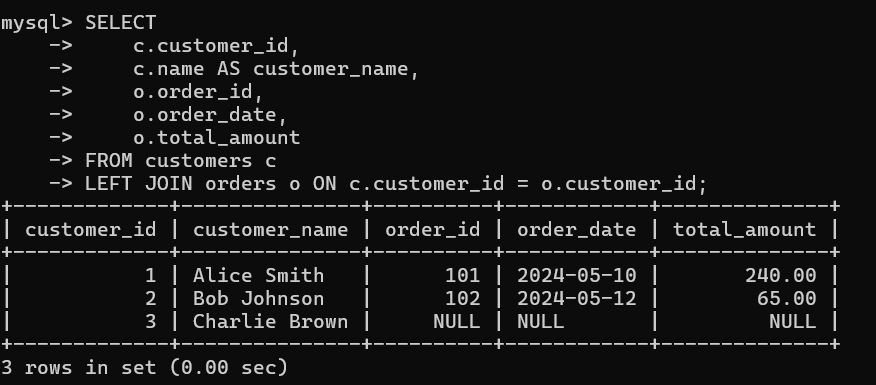 mysql> SELECT
    ->     c.customer_id,
    ->     c.name AS customer_name,
    ->     o.order_id,
    ->     o.order_date,
    ->     o.total_amount
    -> FROM customers c
    -> LEFT JOIN orders o ON c.customer_id = o.customer_id;
+-------------+---------------+----------+------------+--------------+
| customer_id | customer_name | order_id | order_date | total_amount |
+-------------+---------------+----------+------------+--------------+
|           1 | Alice Smith   |      101 | 2024-05-10 |       240.00 |
|           2 | Bob Johnson   |      102 | 2024-05-12 |        65.00 |
|           3 | Charlie Brown |     NULL | NULL       |         NULL |
+-------------+---------------+----------+------------+--------------+
3 rows in set (0.00 sec)